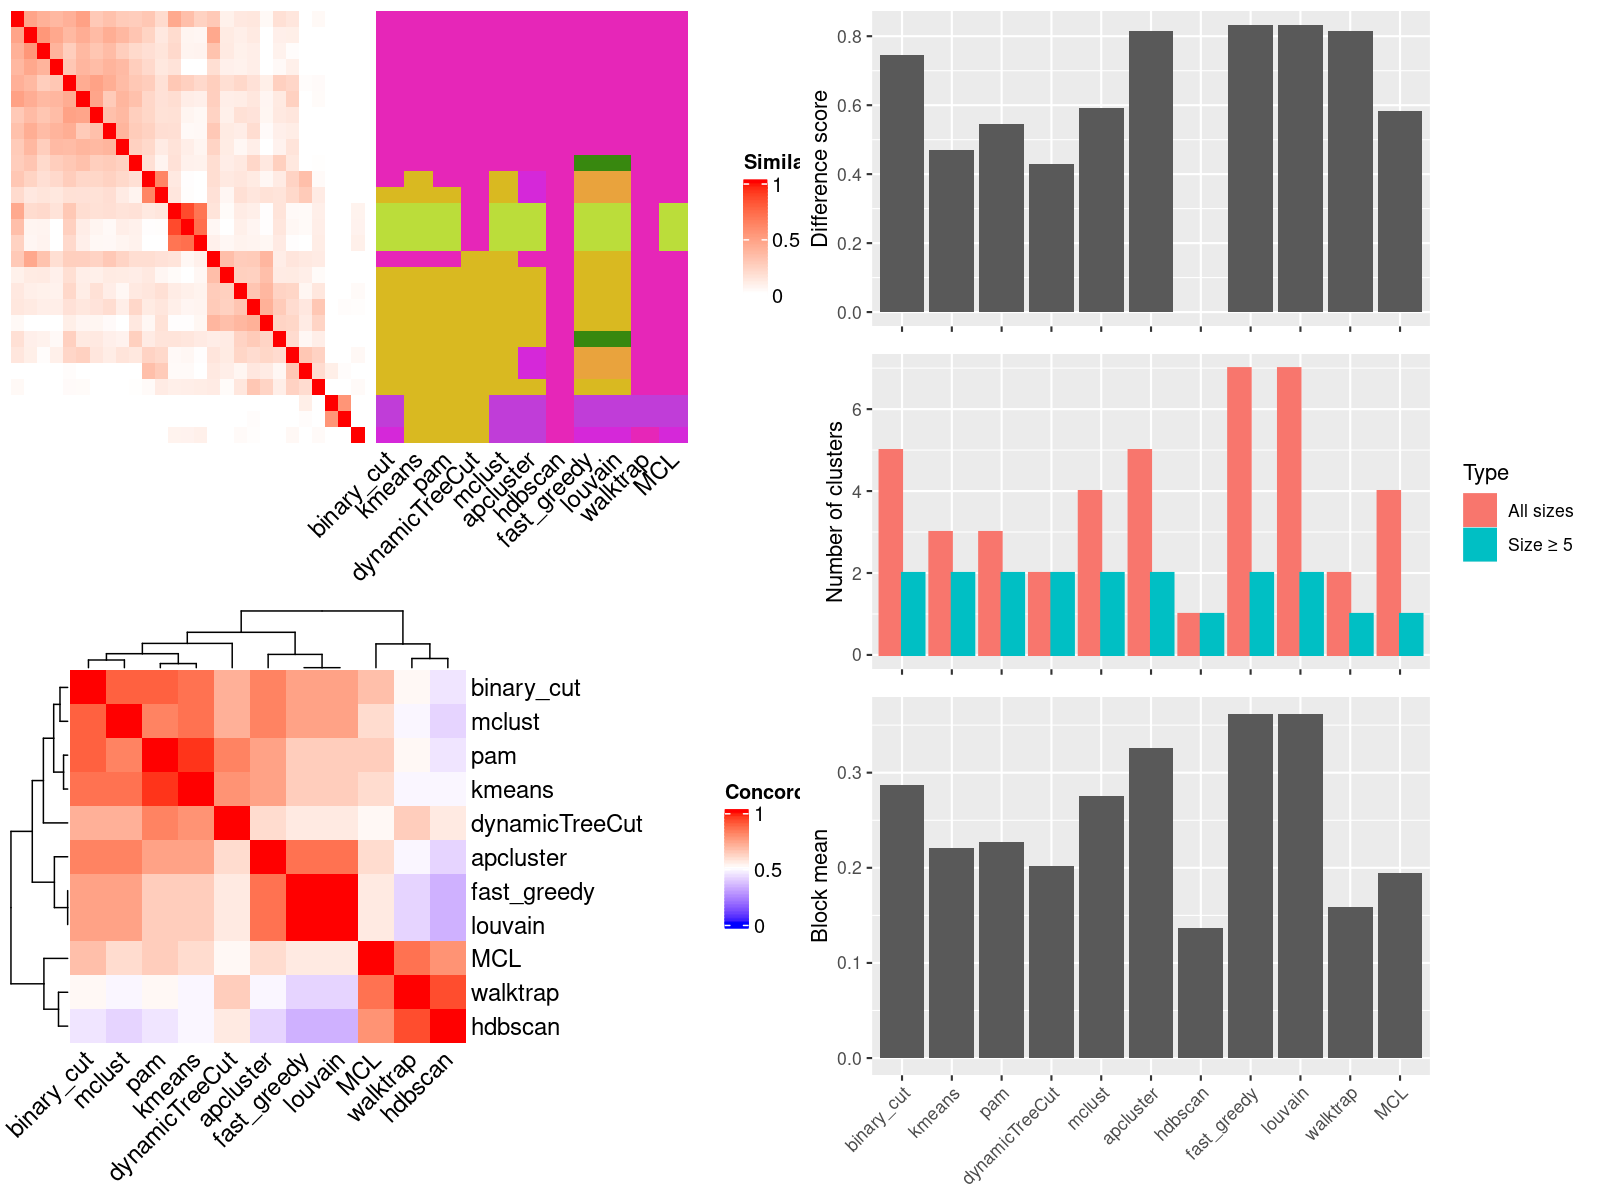 Simila
1
0.5
0
binary_cut
kmeans
pam
dynamicTreeCut
mclust
apcluster
hdbscan
fast_greedy
louvain
walktrap
MCL
binary_cut
mclust
pam
kmeans
dynamicTreeCut
apcluster
fast_greedy
louvain
MCL
walktrap
hdbscan
binary_cut
mclust
pam
kmeans
dynamicTreeCut
apcluster
fast_greedy
louvain
MCL
walktrap
hdbscan
Concord
1
0.5
0
Difference score
0.8
0.6
0.4
0.2
0.0
Number of clusters
6
4
2
0
Type
All sizes
Size ≥ 5
Block mean
0.3
0.2
0.1
0.0
binary_cut
kmeans
pam
dynamicTreeCut
mclust
apcluster
hdbscan
fast_greedy
louvain
walktrap
MCL